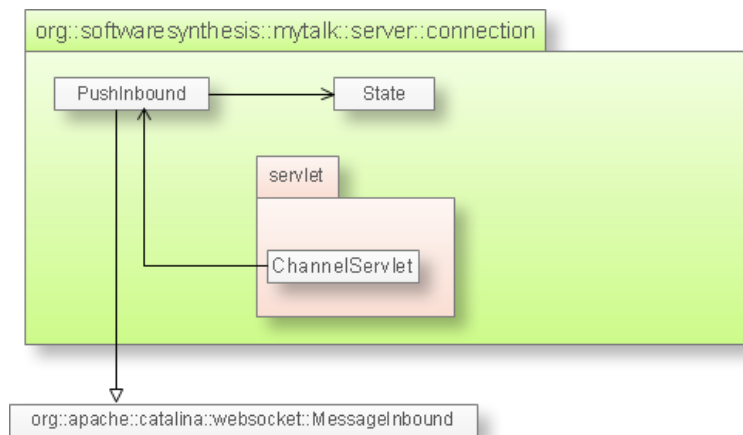 org::softwaresynthesis::mytalk::server::connection
PushInbound
State
servlet
ChannelServlet
org::apache::catalina::websocket::MessageInbound